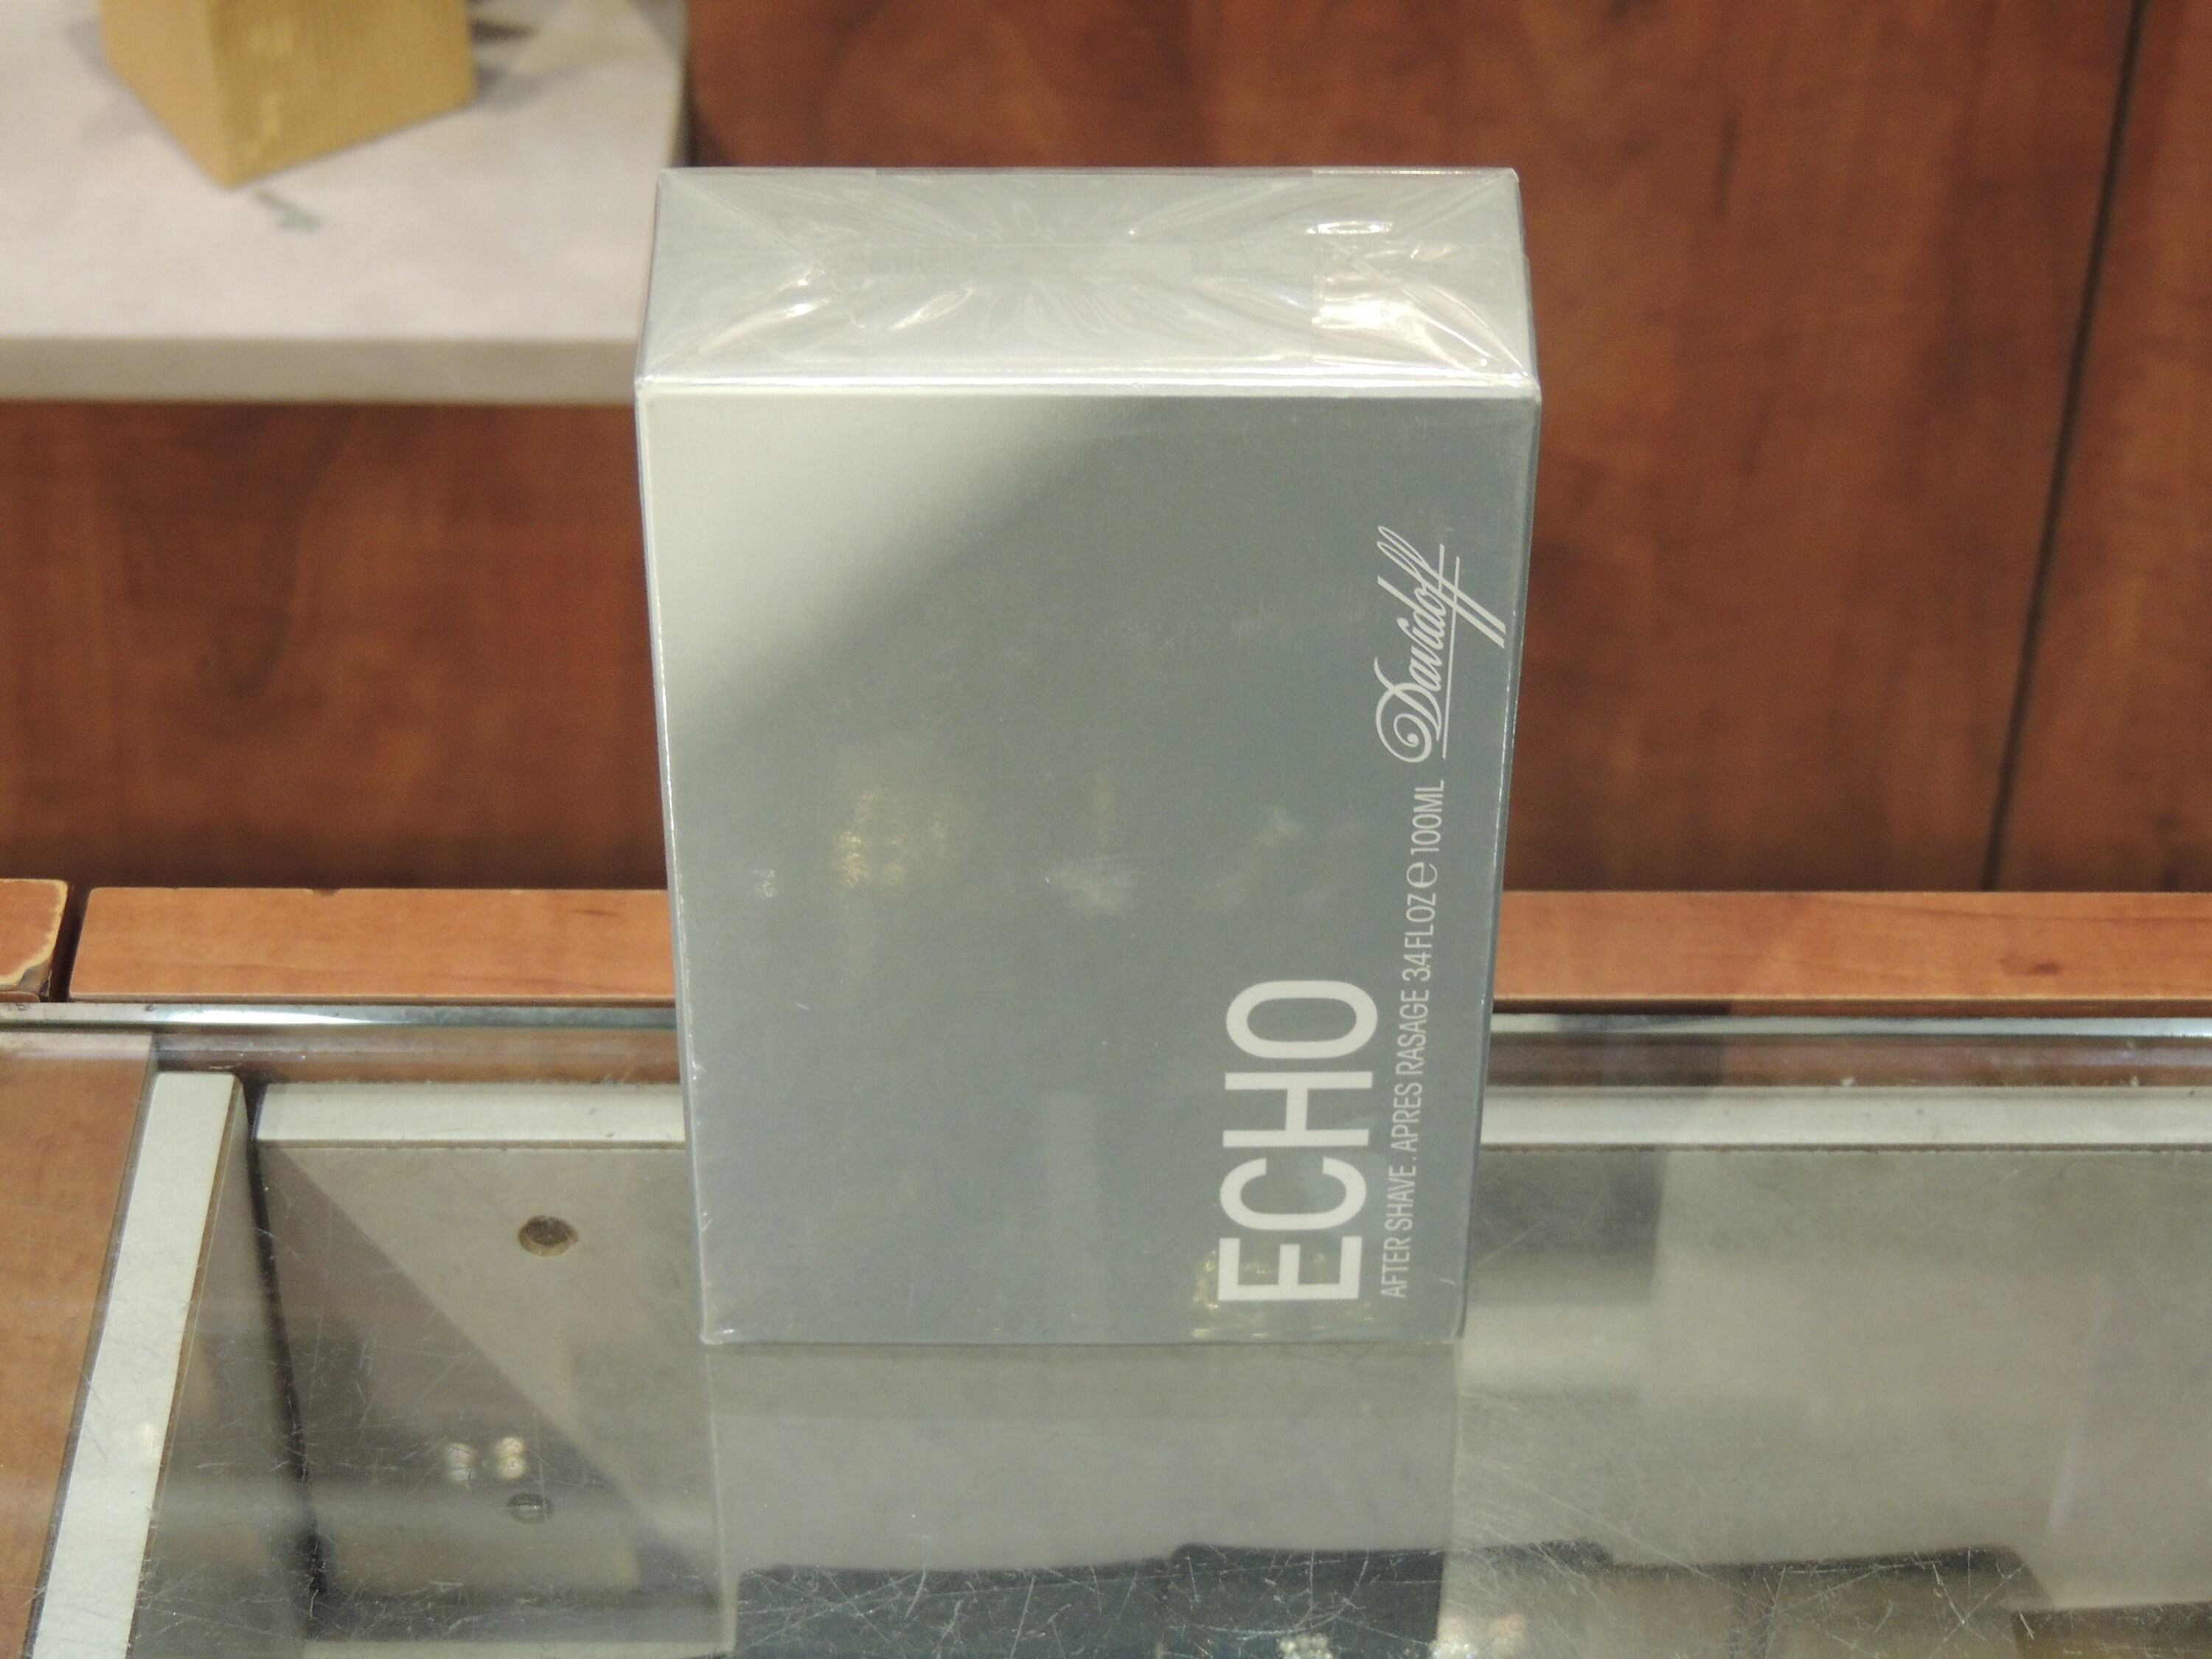 ECHO
AFTER SHAVE. APRES RASAGE 3.4 FL OZ e 100ML Davidoff